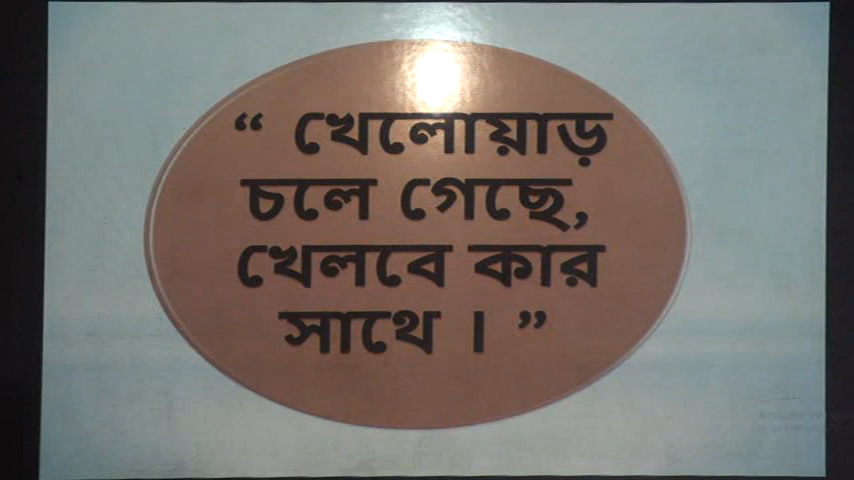 “ খেলোয়াড়
চলে গেছে,
খেলবে কার
সাথে । ”